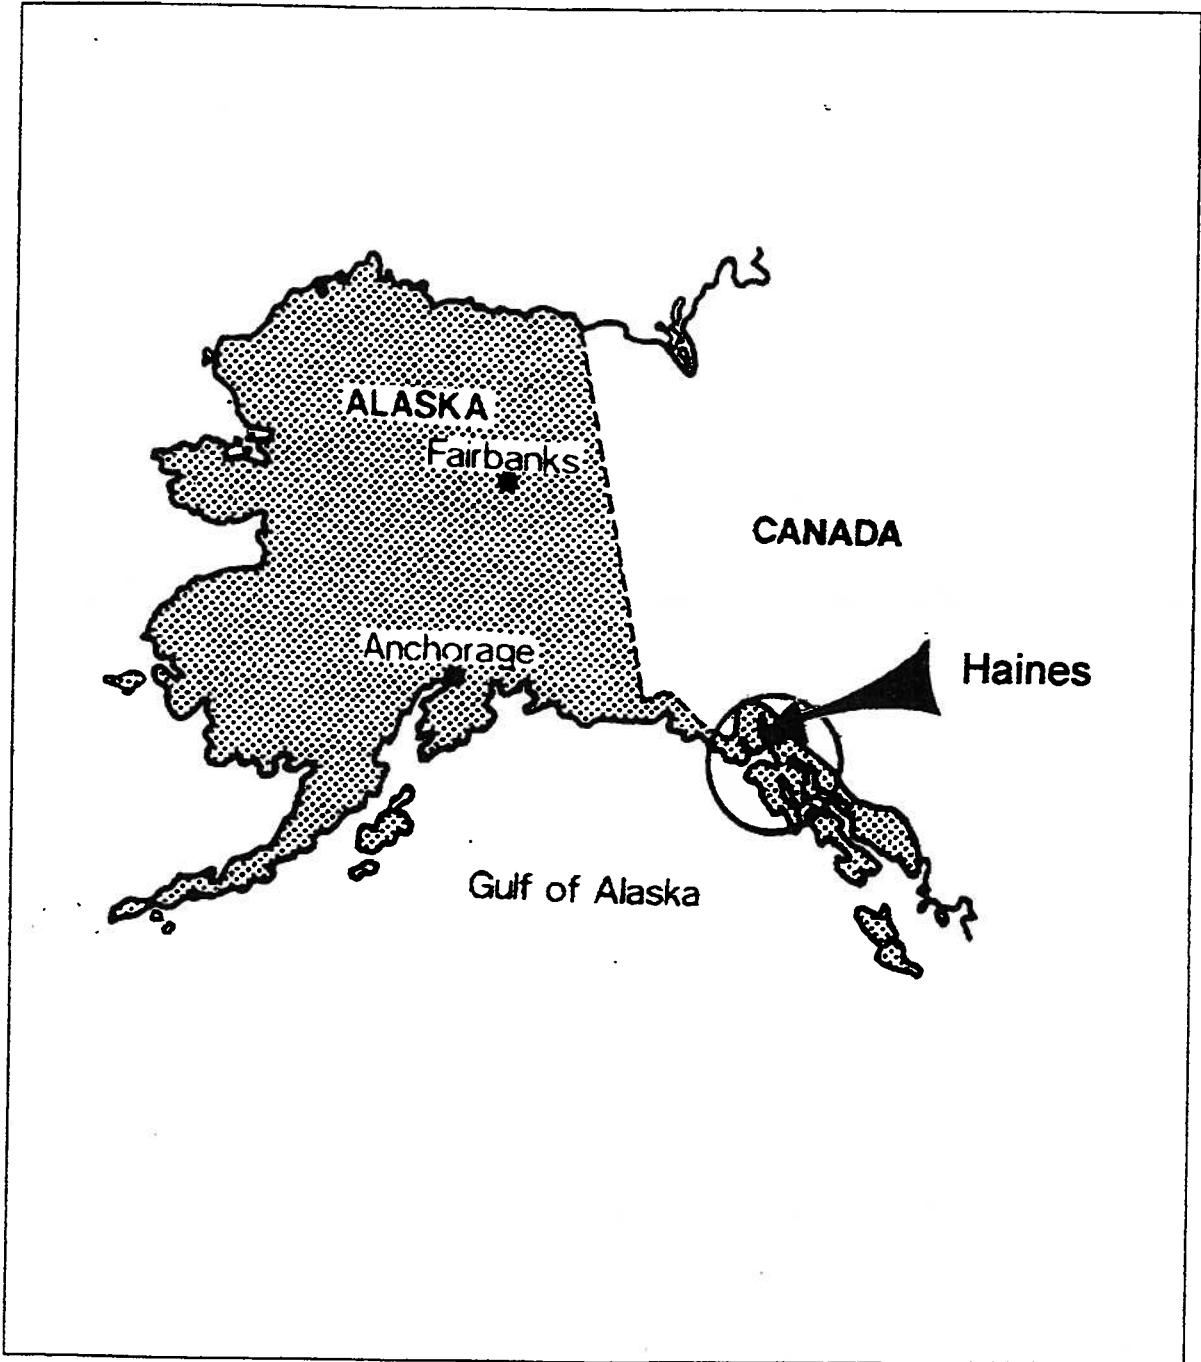 ALASKA
Fairbanks
CANADA
Anchorage
Haines
Gulf of Alaska